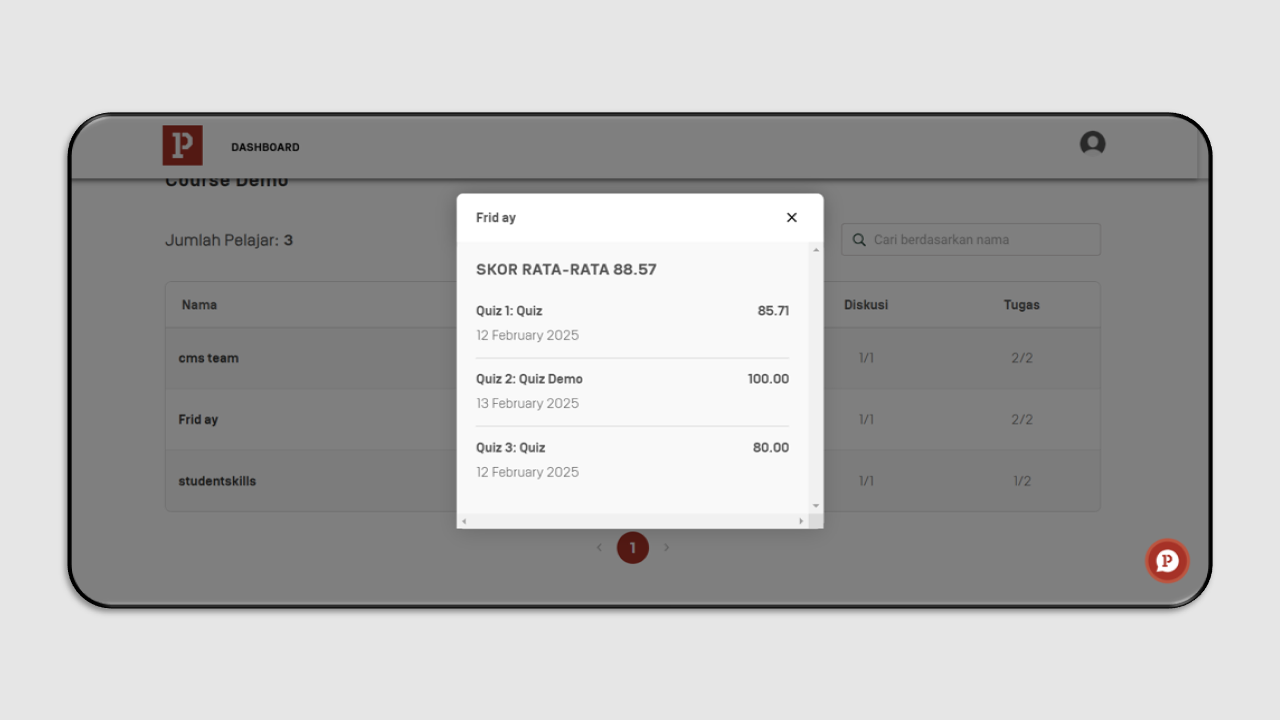 P
DASHBOARD
Course Demo
Jumlah Pelajar: 3
Cari berdasarkan nama
Nama
Diskusi
Tugas
cms team
1/1
2/2
Frid ay
1/1
2/2
studentskills
1/1
1/2
Frid ay
SKOR RATA-RATA 88.57
Quiz 1: Quiz
85.71
12 February 2025
Quiz 2: Quiz Demo
100.00
13 February 2025
Quiz 3: Quiz
80.00
12 February 2025
1
P